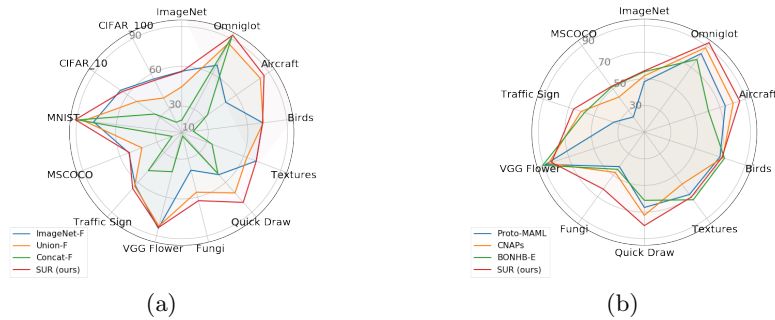 ImageNet
Omniglot
Aircraft
Birds
Textures
Quick Draw
Fungi
VGG Flower
Traffic Sign
MSCOCO
MNIST
CIFAR_10
CIFAR_100
10
30
60
90
ImageNet-F
Union-F
Concat-F
SUR (ours)
(a)
ImageNet
Omniglot
Aircraft
Birds
Textures
Quick Draw
Fungi
VGG Flower
Traffic Sign
MSCOCO
30
50
70
90
Proto-MAML
CNAPs
BONHB-E
SUR (ours)
(b)